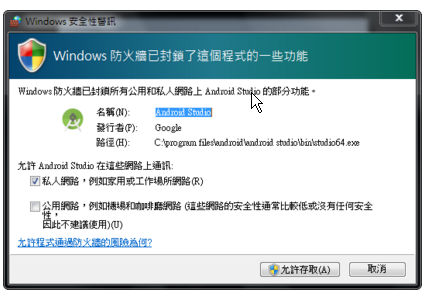 Windows 安全性警訊
Windows 防火牆已封鎖了這個程式的一些功能
Windows 防火牆已封鎖所有公用和私人網路上 Android Studio 的部分功能。
名稱(N): Android Studio
發行者(P): Google
路徑(H): C:\program files\android\android studio\bin\studio64.exe
允許 Android Studio 在這些網路上通訊:
私人網路，例如家用或工作場所網路(R)
公用網路，例如機場和咖啡廳網路 (這些網路的安全性通常比較低或沒有任何安全
性，
因此不建議使用)(U)
允許程式通過防火牆的風險為何?
允許存取(A)
取消